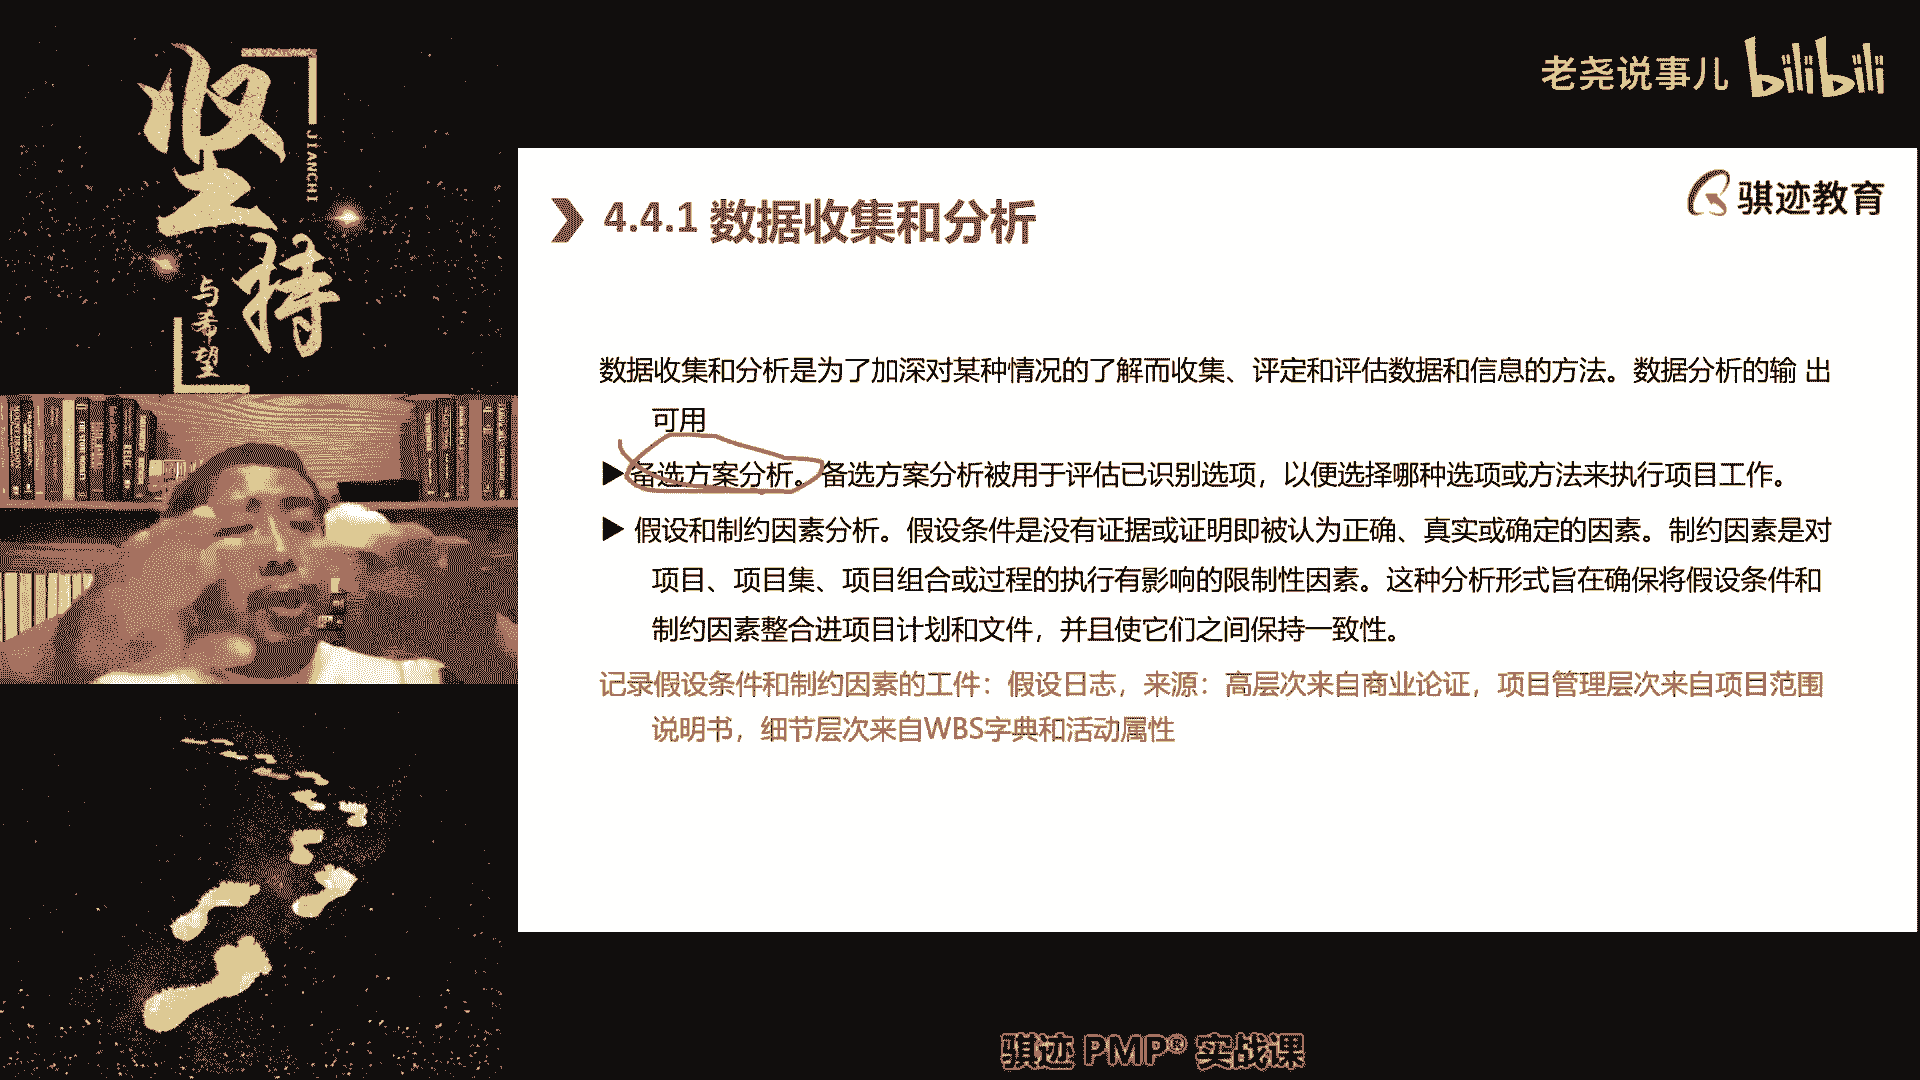 坚持
JIANCHI
与希望
老尧说事儿 bilibili
骐迹教育
4.4.1 数据收集和分析
数据收集和分析是为了加深对某种情况的了解而收集、评定和评估数据和信息的方法。数据分析的输 出
可用
▶备选方案分析。备选方案分析被用于评估已识别选项，以便选择哪种选项或方法来执行项目工作。
▶ 假设和制约因素分析。假设条件是没有证据或证明即被认为正确、真实或确定的因素。制约因素是对
项目、项目集、项目组合或过程的执行有影响的限制性因素。这种分析形式旨在确保将假设条件和
制约因素整合进项目计划和文件，并且使它们之间保持一致性。
记录假设条件和制约因素的工件：假设日志，来源：高层次来自商业论证，项目管理层次来自项目范围
说明书，细节层次来自WBS字典和活动属性
骐迹 PMP® 实战课